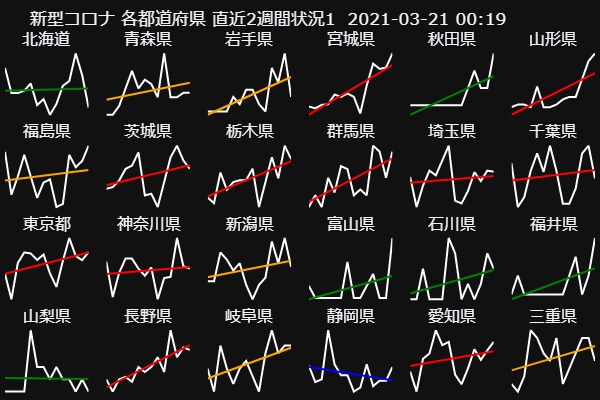 新型コロナ 各都道府県 直近2週間状況1 2021-03-21 00:19
北海道 青森県 岩手県 宮城県 秋田県 山形県
福島県 茨城県 栃木県 群馬県 埼玉県 千葉県
東京都 神奈川県 新潟県 富山県 石川県 福井県
山梨県 長野県 岐阜県 静岡県 愛知県 三重県